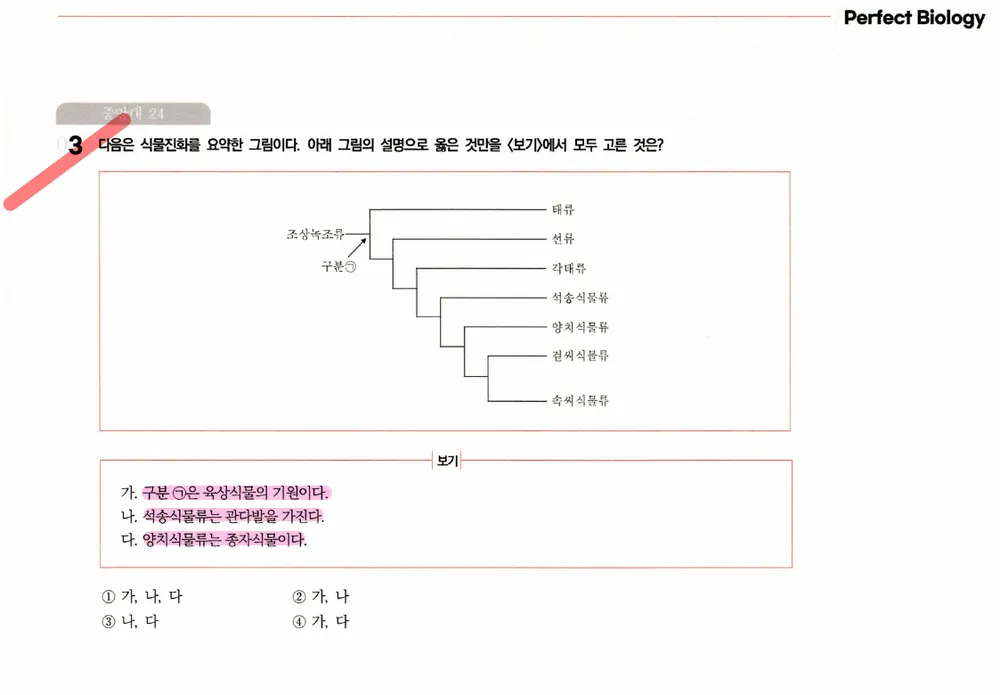 Perfect Biology
중앙대 24
03 다음은 식물진화를 요약한 그림이다. 아래 그림의 설명으로 옳은 것만을 <보기>에서 모두 고른 것은?
태류
조상녹조류
선류
구분㉠
각태류
석송식물류
양치식물류
겉씨식물류
속씨식물류
보기
가. 구분 ㉠은 육상식물의 기원이다.
나. 석송식물류는 관다발을 가진다.
다. 양치식물류는 종자식물이다.
① 가, 나, 다
② 가, 나
③ 나, 다
④ 가, 다